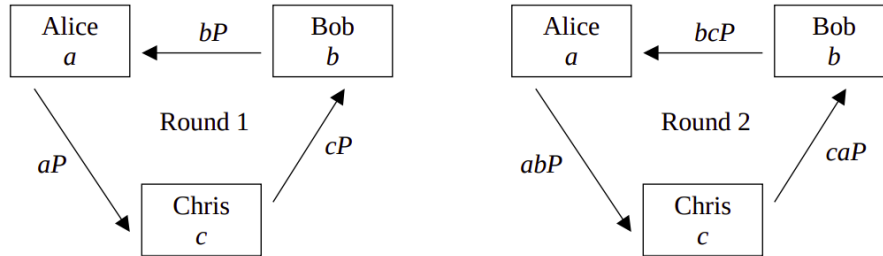 Alice
a
bP
Bob
b
Round 1
aP
cP
Chris
c
Alice
a
bcP
Bob
b
Round 2
abP
caP
Chris
c